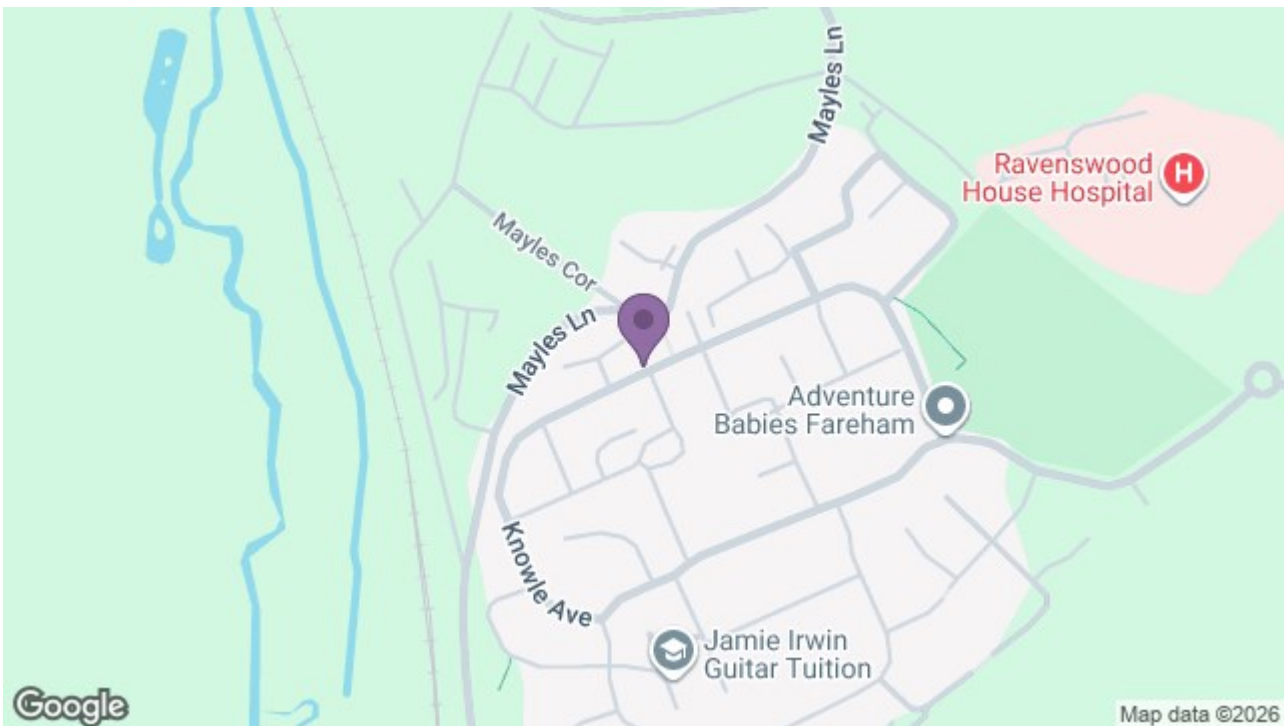 Mayles Ln
Ravenswood
House Hospital
H
Mayles Cor
Mayles Ln
Adventure
Babies Fareham
Knowle Ave
Jamie Irwin
Guitar Tuition
Google
Map data ©2026